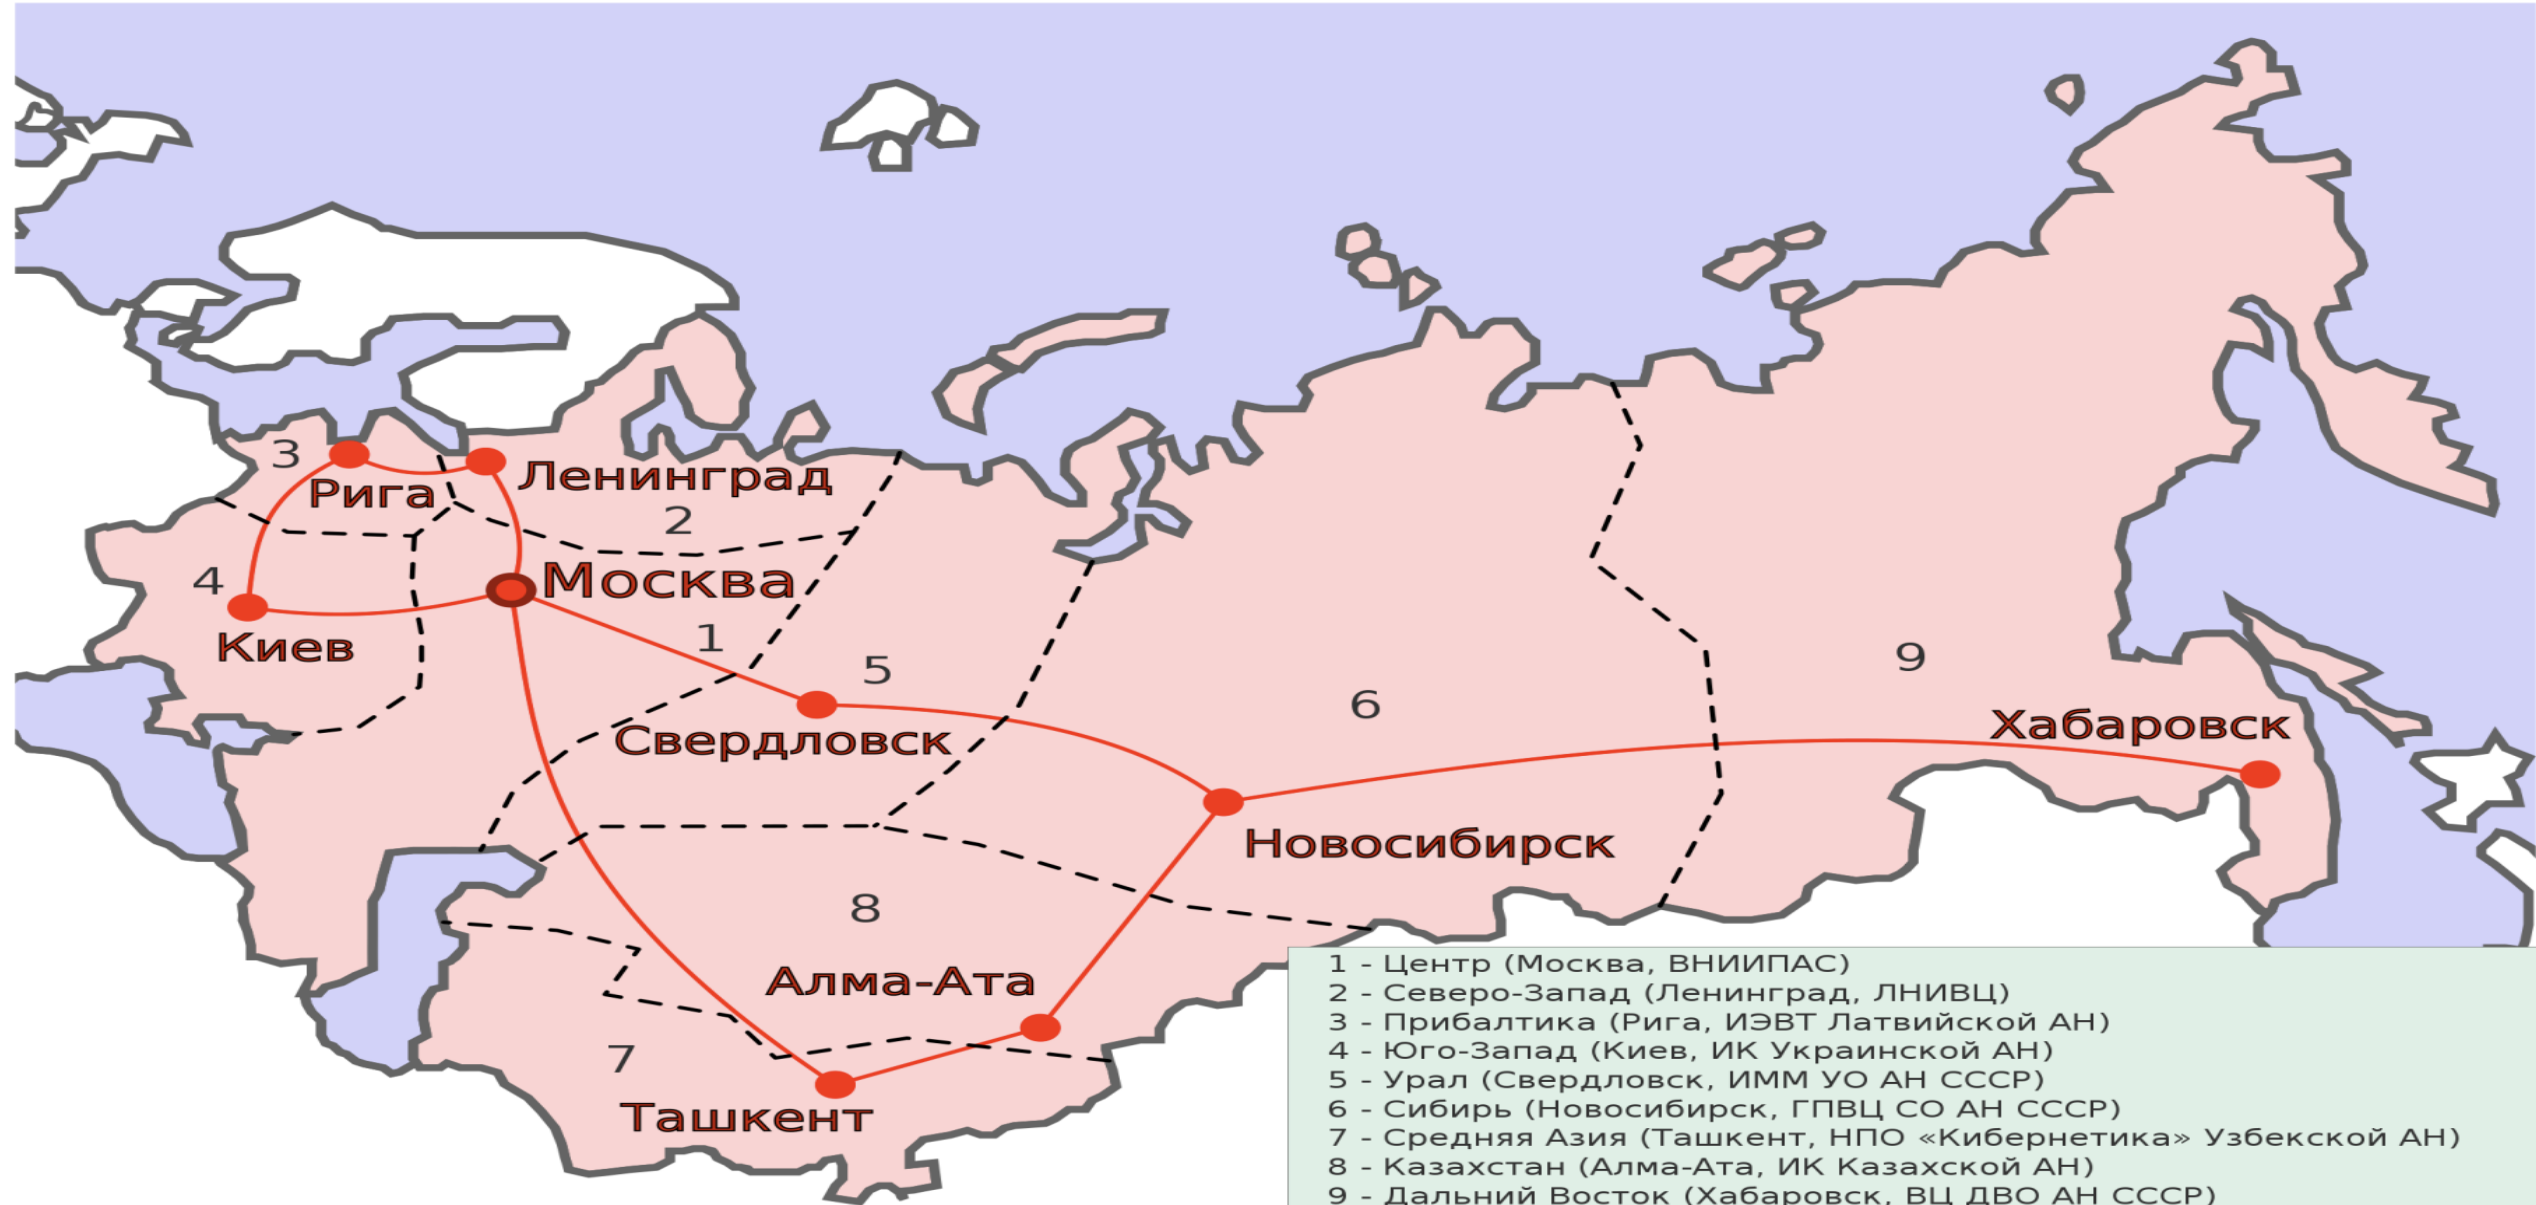 3
Рига
Ленинград
2
4
Москва
Киев
1
5
6
9
Свердловск
Хабаровск
Новосибирск
8
Алма-Ата
7
Ташкент
1 - Центр (Москва, ВНИИПАС)
2 - Северо-Запад (Ленинград, ЛНИВЦ)
3 - Прибалтика (Рига, ИЭВТ Латвийской АН)
4 - Юго-Запад (Киев, ИК Украинской АН)
5 - Урал (Свердловск, ИММ УО АН СССР)
6 - Сибирь (Новосибирск, ГПВЦ СО АН СССР)
7 - Средняя Азия (Ташкент, НПО «Кибернетика» Узбекской АН)
8 - Казахстан (Алма-Ата, ИК Казахской АН)
9 - Дальний Восток (Хабаровск, ВЦ ДВО АН СССР)